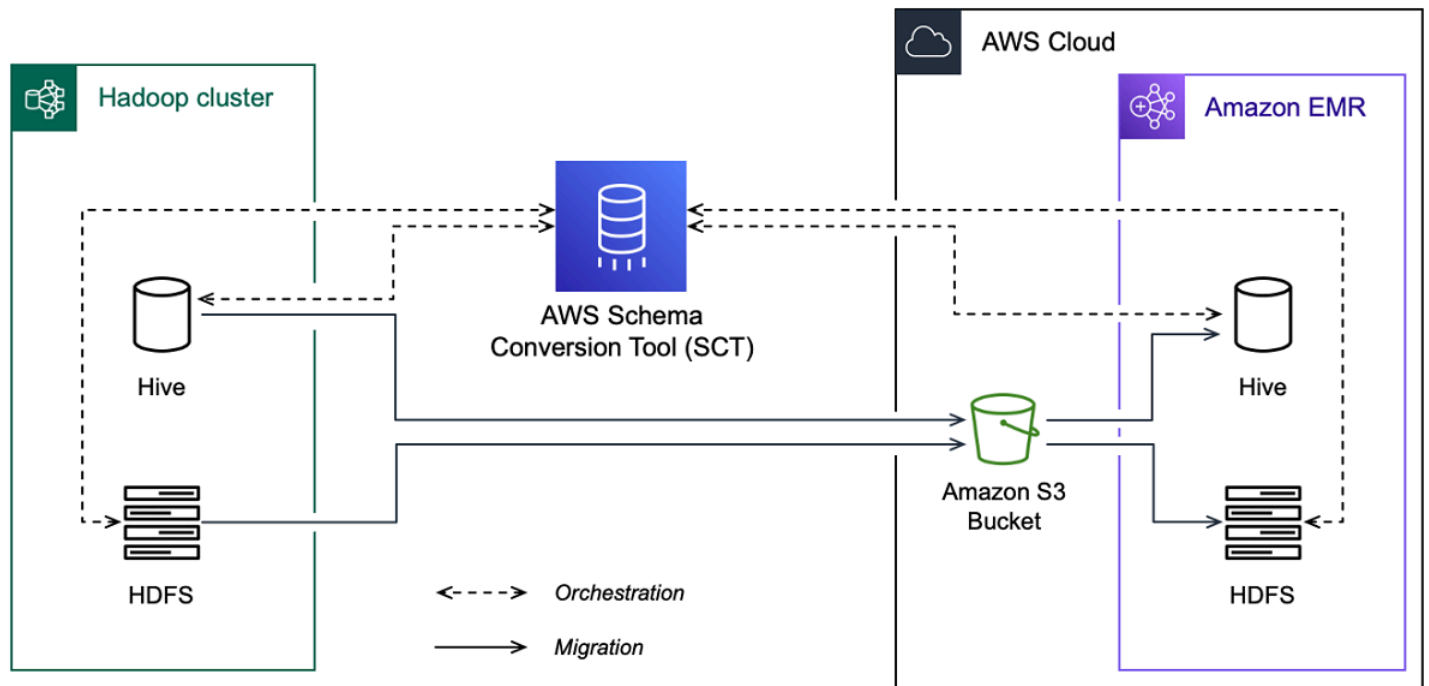 AWS Cloud
Hadoop cluster
Amazon EMR
AWS Schema
Conversion Tool (SCT)
Hive
Hive
Amazon S3
Bucket
HDFS
HDFS
Orchestration
Migration